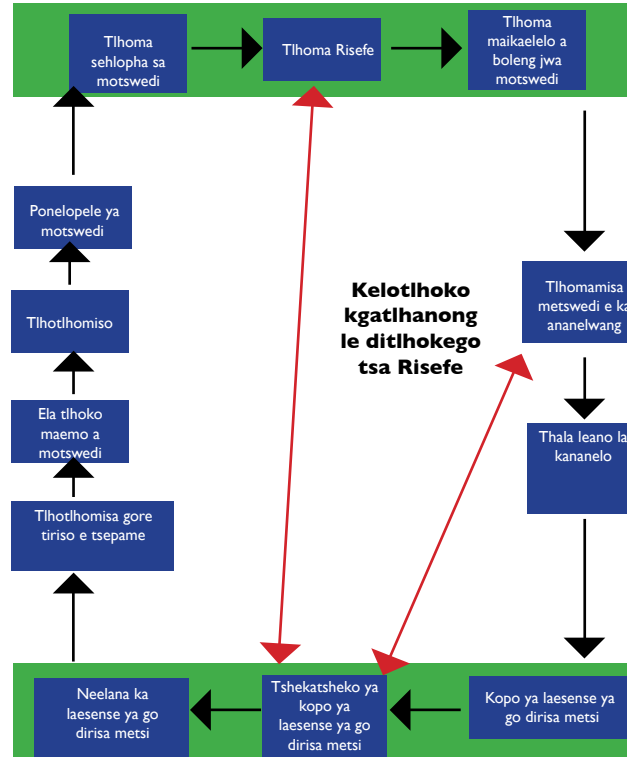 Tlhoma
sehlopha sa
motswedi
Tlhoma Risefe
Tlhoma
maikaelelo a
boleng jwa
motswedi
Tlhomamisa
metswedi e ka
ananelwang
Thala leano la
kananelo
Kopo ya laesense ya
go dirisa metsi
Tshekatsheko ya
kopo ya
laesense ya go
dirisa metsi
Neelana ka
laesense ya go
dirisa metsi
Tlhotlhomisa gore
tiriso e tsepame
Ela tlhoko
maemo a
motswedi
Tlhotlhomiso
Ponelopele ya
motswedi
Kelotlhoko
kgatlhanong
le ditlhokego
tsa Risefe